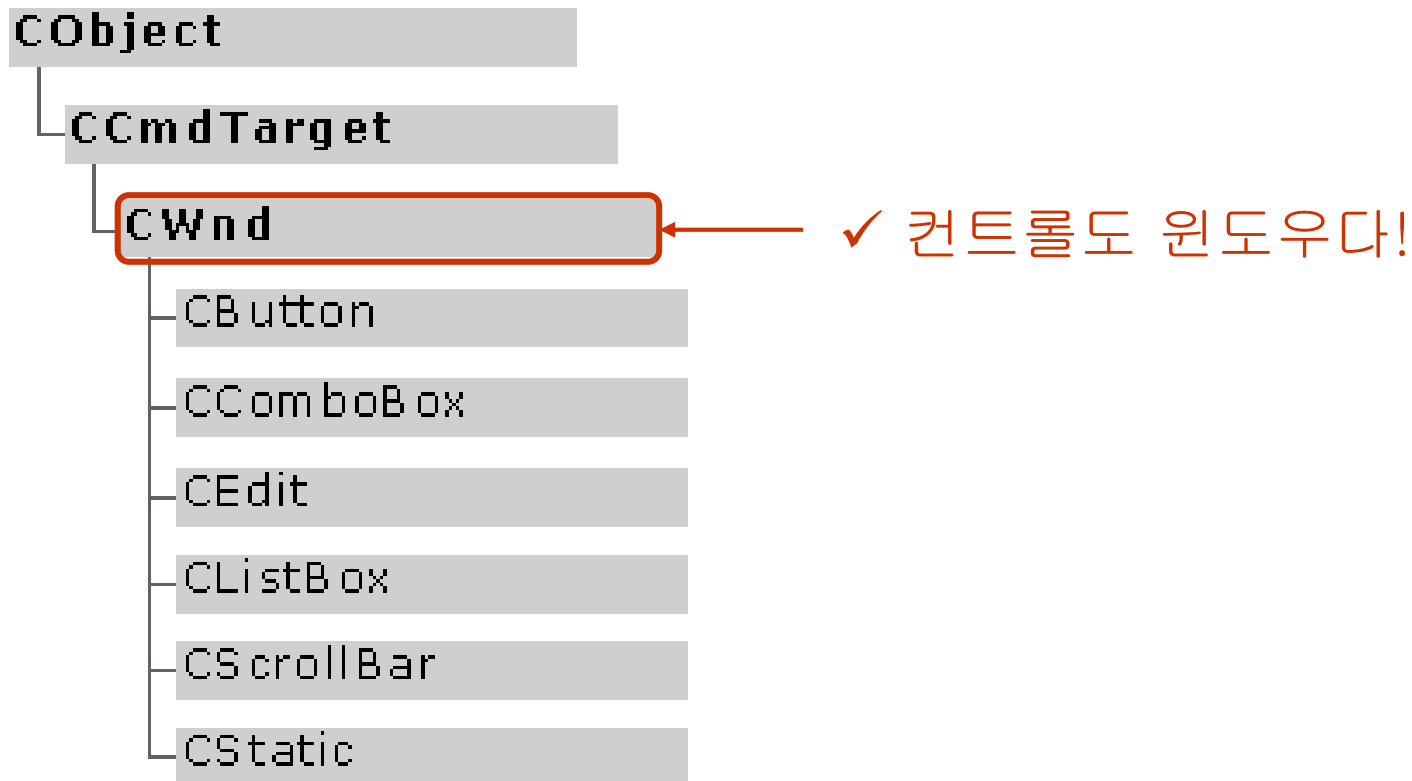 CObject
CCmdTarget
CWnd
✓ 컨트롤도 윈도우다!
CButton
CComboBox
CEdit
CListBox
CScrollBar
CStatic